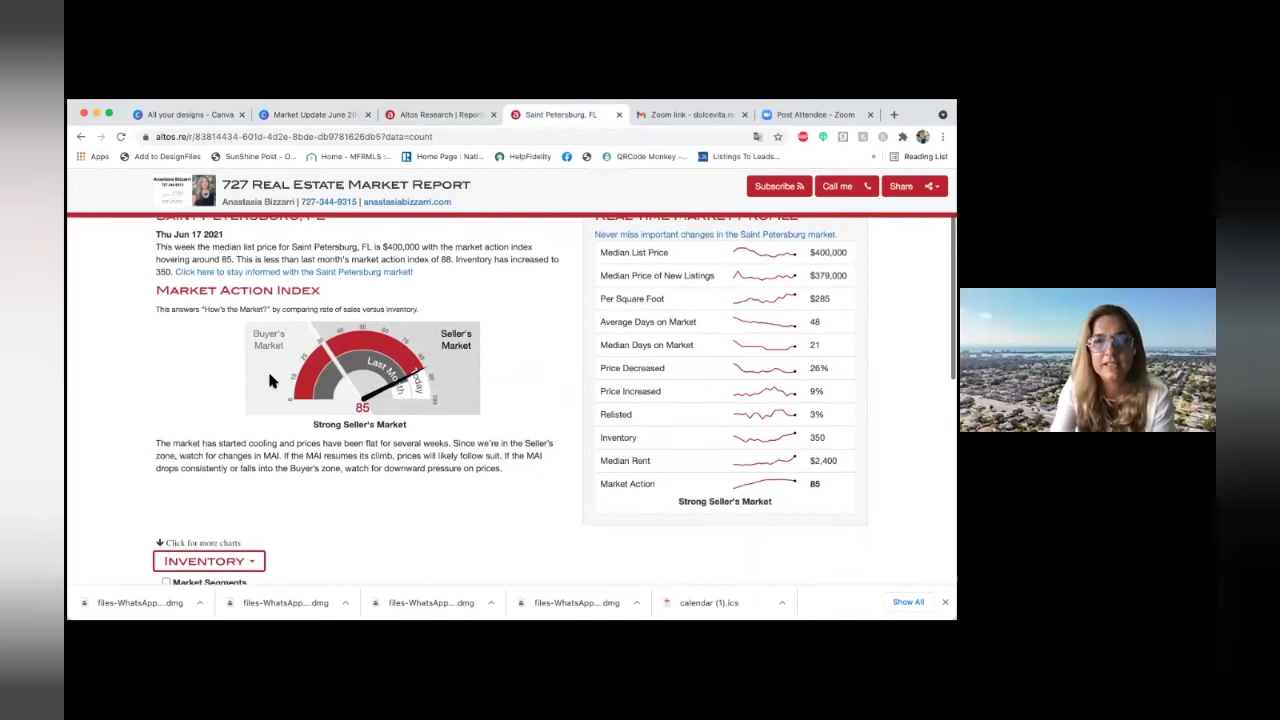 All your designs - Canva
Market Update June 20
Altos Research | Report
Saint Petersburg, FL
Zoom link - dolcevita.r
Post Attendee - Zoom
altos.re/r/83814434-601d-4d2e-8bde-db9781626db5?data=count
Apps
Add to DesignFiles
SunShine Post - O...
Home - MFRMLS :...
Home Page : Nati...
HelpFidelity
QRCode Monkey -...
Listings To Leads...
»
Reading List
Anastasia Bizzarri
727-344-9315
727 Real Estate Market Report
Anastasia Bizzarri | 727-344-9315 | anastasiabizzarri.com
Subscribe
Call me
Share
Saint Petersburg, FL
Thu Jun 17 2021
This week the median list price for Saint Petersburg, FL is $400,000 with the market action index
hovering around 85. This is less than last month's market action index of 88. Inventory has increased to
350. Click here to stay informed with the Saint Petersburg market!
Market Action Index
This answers "How's the Market?" by comparing rate of sales versus inventory.
Buyer's
Market
Seller's
Market
Last Month
Today
85
Strong Seller's Market
The market has started cooling and prices have been flat for several weeks. Since we're in the Seller's
zone, watch for changes in MAI. If the MAI resumes its climb, prices will likely follow suit. If the MAI
drops consistently or falls into the Buyer's zone, watch for downward pressure on prices.
Click for more charts
Inventory
Market Segments
Real-Time Market Profile
Never miss important changes in the Saint Petersburg market.
Median List Price $400,000
Median Price of New Listings $379,000
Per Square Foot $285
Average Days on Market 48
Median Days on Market 21
Price Decreased 26%
Price Increased 9%
Relisted 3%
Inventory 350
Median Rent $2,400
Market Action 85
Strong Seller's Market
files-WhatsApp....dmg
files-WhatsApp....dmg
files-WhatsApp....dmg
files-WhatsApp....dmg
calendar (1).ics
Show All